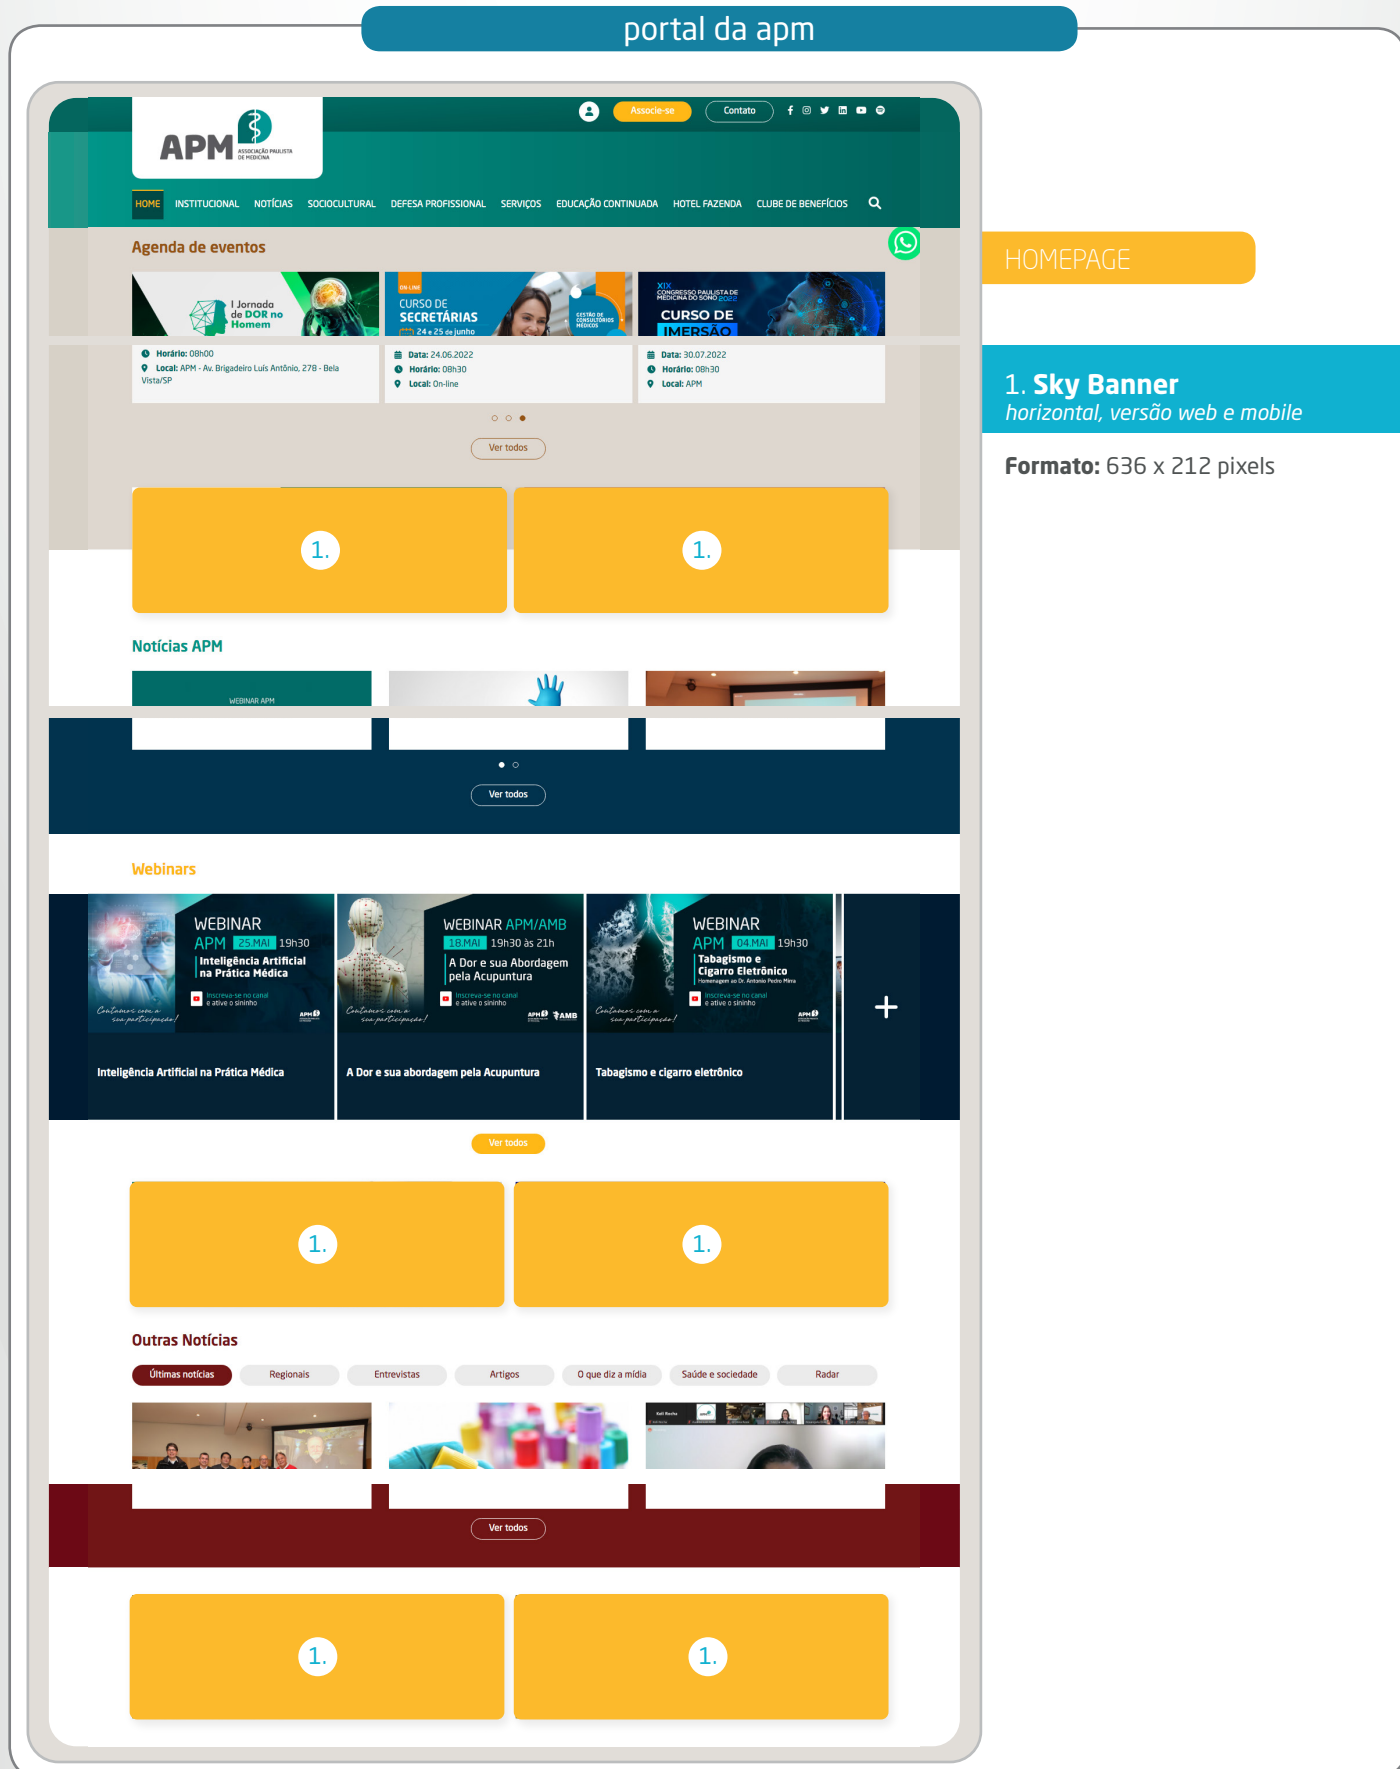 portal da apm
Associe-se
Contato
APM
ASSOCIAÇÃO PAULISTA
DE MEDICINA
HOME INSTITUCIONAL NOTÍCIAS SOCIOCULTURAL DEFESA PROFISSIONAL SERVIÇOS EDUCAÇÃO CONTINUADA HOTEL FAZENDA CLUBE DE BENEFÍCIOS
Agenda de eventos
I Jornada
de DOR no
Homem
ON-LINE
CURSO DE
SECRETÁRIAS
24 e 25 de junho
GESTÃO DE
CONSULTÓRIOS
MÉDICOS
XIX
CONGRESSO PAULISTA DE
MEDICINA DO SONO 2022
CURSO DE
IMERSÃO
Horário: 08h00
Local: APM - Av. Brigadeiro Luís Antônio, 278 - Bela
Vista/SP
Data: 24.06.2022
Horário: 08h30
Local: On-line
Data: 30.07.2022
Horário: 08h30
Local: APM
Ver todos
1.
1.
Notícias APM
WEBINAR APM
Ver todos
Webinars
WEBINAR
APM 25.MAI 19h30
Inteligência Artificial
na Prática Médica
Inscreva-se no canal
e ative o sininho
Contamos com a
sua participação!
APM
WEBINAR APM/AMB
18.MAI 19h30 às 21h
A Dor e sua Abordagem
pela Acupuntura
Inscreva-se no canal
e ative o sininho
Contamos com a
sua participação!
APM AMB
WEBINAR
APM 04.MAI 19h30
Tabagismo e
Cigarro Eletrônico
Homenagem ao Dr. Antonio Pedro Mirra
Inscreva-se no canal
e ative o sininho
Contamos com a
sua participação!
APM
Inteligência Artificial na Prática Médica
A Dor e sua abordagem pela Acupuntura
Tabagismo e cigarro eletrônico
Ver todos
1.
1.
Outras Notícias
Últimas notícias Regionais Entrevistas Artigos O que diz a mídia Saúde e sociedade Radar
Keli Rocha
Ver todos
1.
1.
HOMEPAGE
1. Sky Banner
horizontal, versão web e mobile
Formato: 636 x 212 pixels